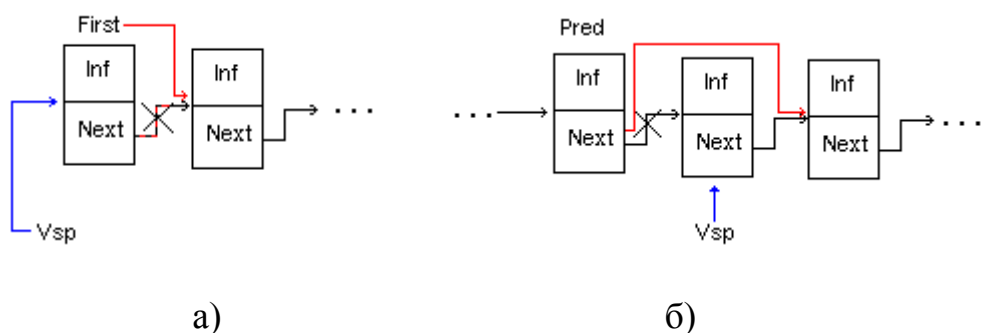 First
Inf
Next
Inf
Next
...
Vsp
а)
Pred
...
Inf
Next
Inf
Next
Inf
Next
...
Vsp
б)